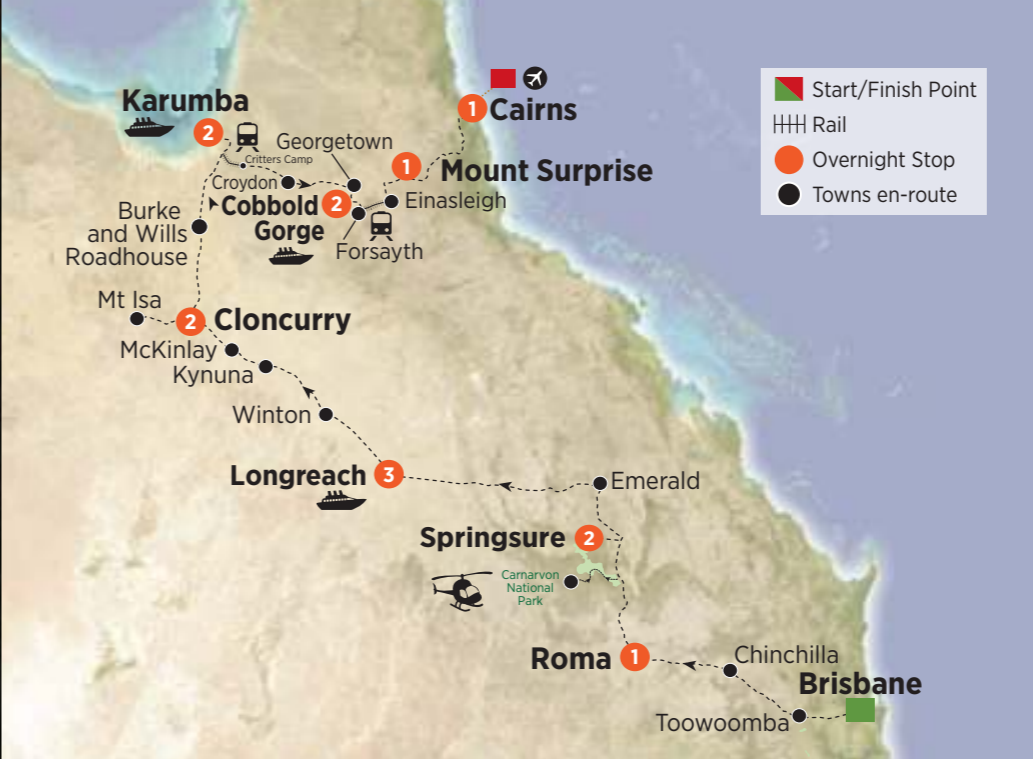 Karumba
2
Cairns
1
Georgetown
Critters Camp
Mount Surprise
1
Croydon
Cobbold
Gorge
2
Einasleigh
Forsayth
Burke
and Wills
Roadhouse
Mt Isa
2
Cloncurry
McKinlay
Kynuna
Winton
Longreach
3
Emerald
Springsure
2
Carnarvon
National
Park
Roma
1
Chinchilla
Brisbane
Toowoomba
Start/Finish Point
Rail
Overnight Stop
Towns en-route